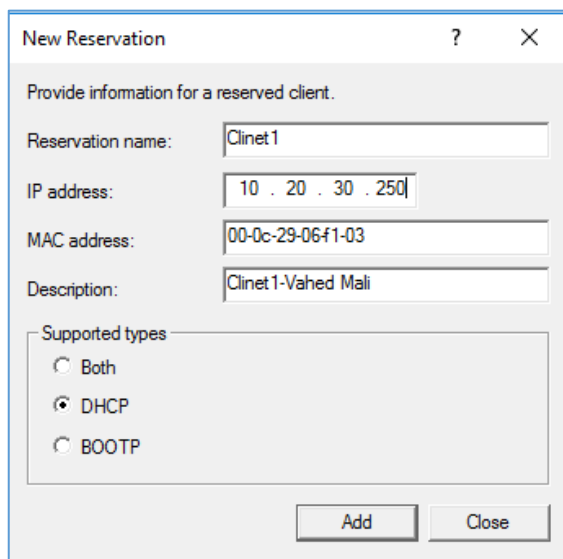 New Reservation ?
Provide information for a reserved client.
Reservation name: Clinet1
IP address: 10 . 20 . 30 . 250
MAC address: 00-0c-29-06-f1-03
Description: Clinet1-Vahed Mali
Supported types
Both
DHCP
BOOTP
Add Close